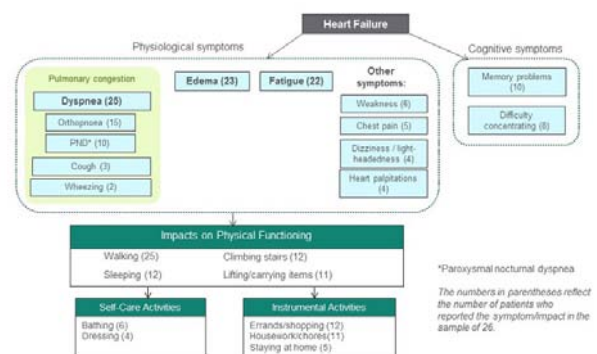 Heart Failure
Physiological symptoms
Cognitive symptoms
Pulmonary congestion
Dyspnea (25)
Orthopnoea (15)
PND* (10)
Cough (3)
Wheezing (2)
Edema (23)
Fatigue (22)
Other
symptoms:
Weakness (6)
Chest pain (5)
Dizziness / light-
headedness (4)
Heart palpitations
(4)
Memory problems
(10)
Difficulty
concentrating (8)
Impacts on Physical Functioning
Walking (25)
Climbing stairs (12)
Sleeping (12)
Lifting/carrying items (11)
Self-Care Activities
Bathing (6)
Dressing (4)
Instrumental Activities
Errands/shopping (12)
Housework/chores(11)
Staying at home (5)
*Paroxysmal nocturnal dyspnea
The numbers in parentheses reflect
the number of patients who
reported the symptom/impact in the
sample of 26.